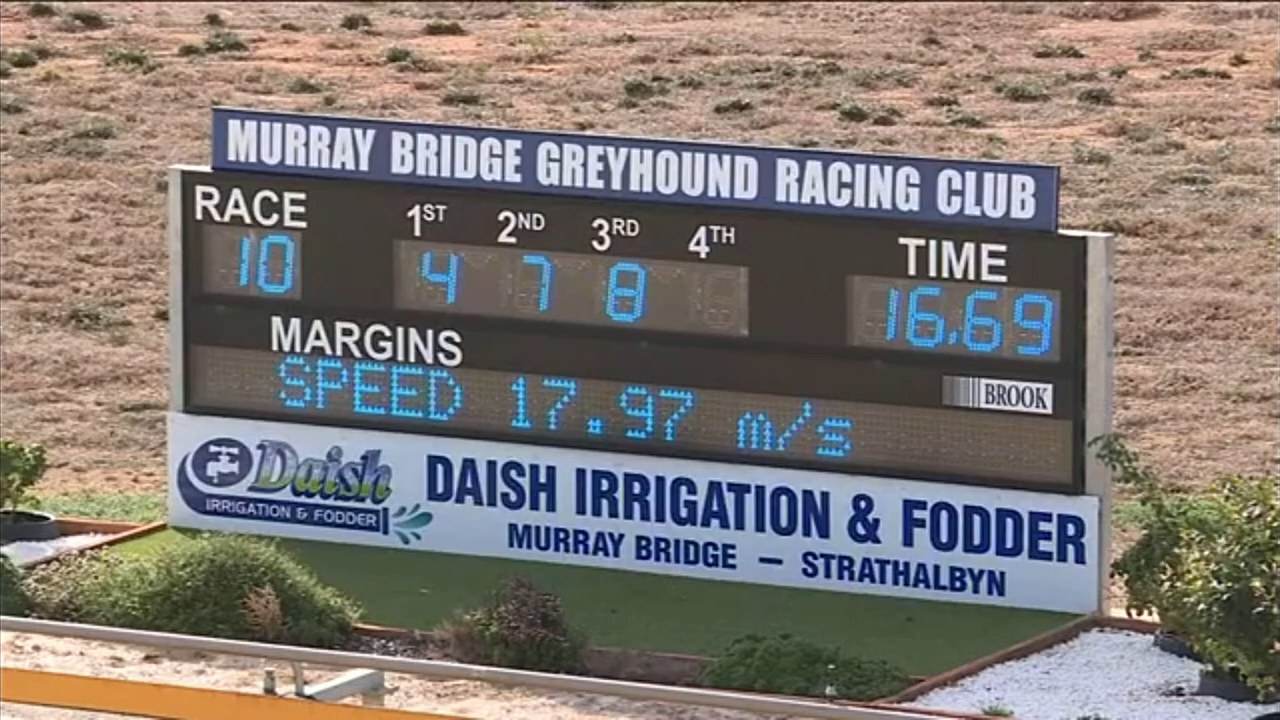 MURRAY BRIDGE GREYHOUND RACING CLUB
RACE 1ST 2ND 3RD 4TH TIME
10 4 7 8 16.69
MARGINS
SPEED 17.97 m/s
BROOK
Daish
IRRIGATION & FODDER
DAISH IRRIGATION & FODDER
MURRAY BRIDGE – STRATHALBYN